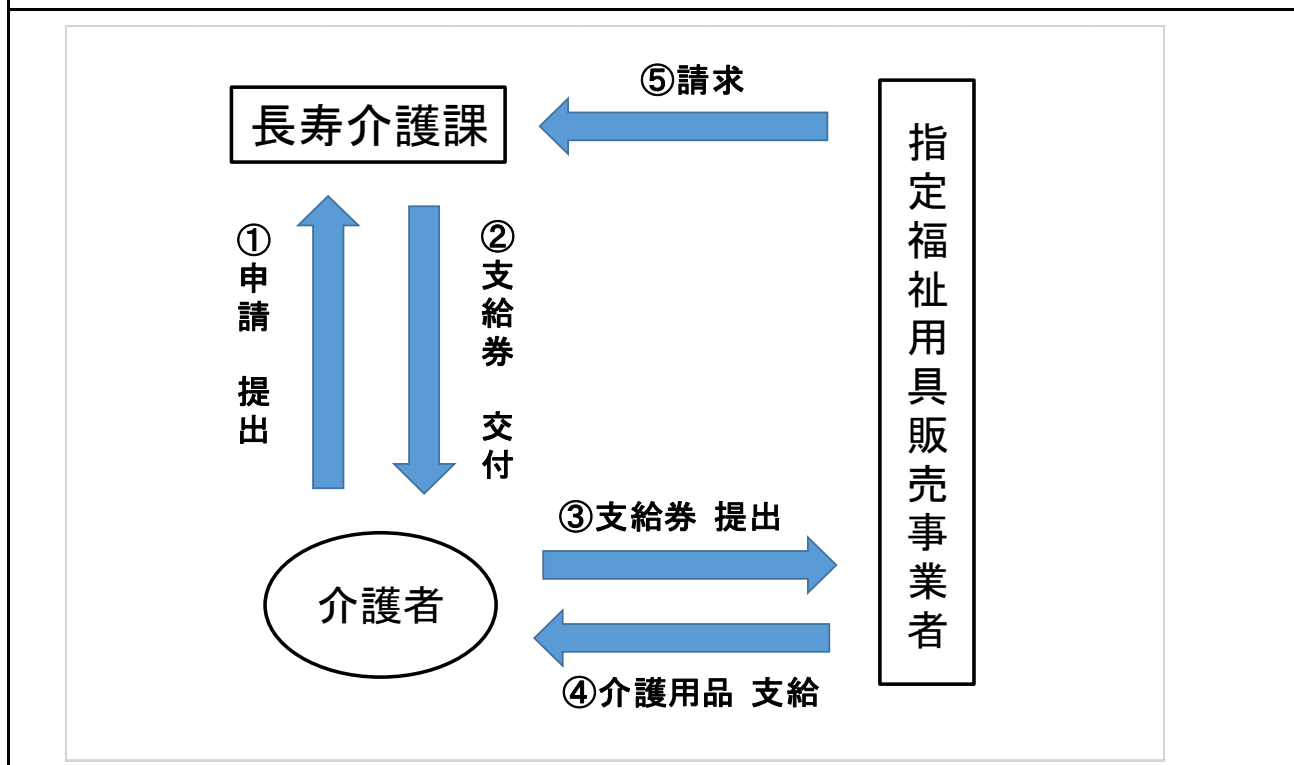 ⑤請求
長寿介護課
指定福祉用具販売事業者
①申請 提出
②支給券 交付
③支給券 提出
介護者
④介護用品 支給